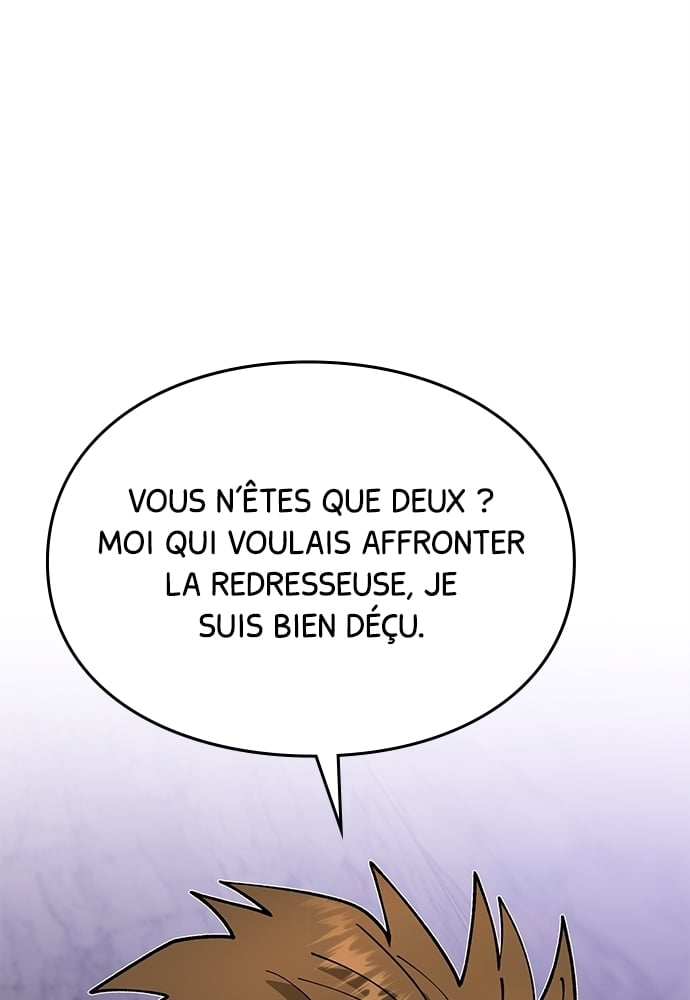 VOUS N'ÊTES QUE DEUX ?
MOI QUI VOULAIS AFFRONTER
LA REDRESSEUSE, JE
SUIS BIEN DÉÇU.